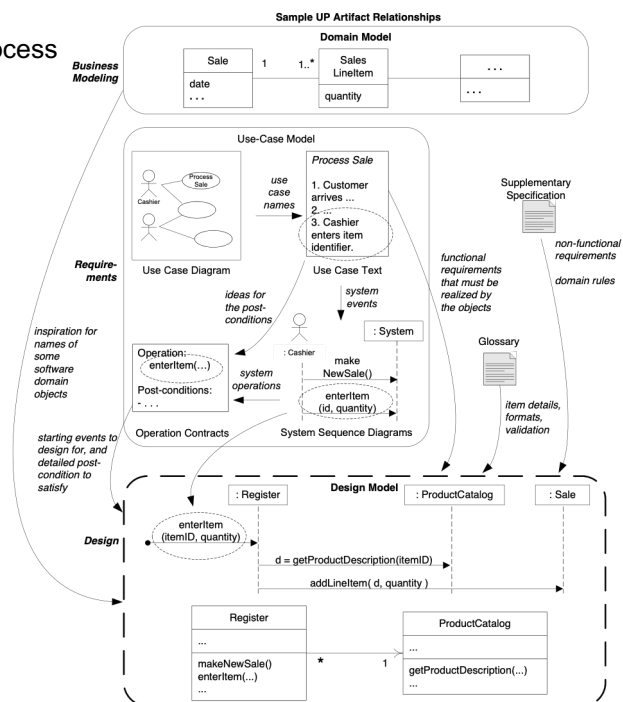 Sample UP Artifact Relationships
ocess
Domain Model
Business
Modeling
Sale
date
. . .
1
1..*
Sales
LineItem
quantity
. . .
. . .
Use-Case Model
Process
Sale
Cashier
Use Case Diagram
use
case
names
Process Sale
1. Customer
arrives ...
2. ...
3. Cashier
enters item
identifier.
Use Case Text
Supplementary
Specification
non-functional
requirements
domain rules
functional
requirements
that must be
realized by
the objects
Require-
ments
ideas for
the post-
conditions
system
events
inspiration for
names of
some
software
domain
objects
Operation:
enterItem(…)
Post-conditions:
- . . .
Operation Contracts
system
operations
: Cashier
: System
make
NewSale()
enterItem
(id, quantity)
System Sequence Diagrams
Glossary
item details,
formats,
validation
starting events to
design for, and
detailed post-
condition to
satisfy
Design Model
: Register
: ProductCatalog
: Sale
Design
enterItem
(itemID, quantity)
d = getProductDescription(itemID)
addLineItem( d, quantity )
Register
...
makeNewSale()
enterItem(...)
...
*
1
ProductCatalog
...
getProductDescription(...)
...